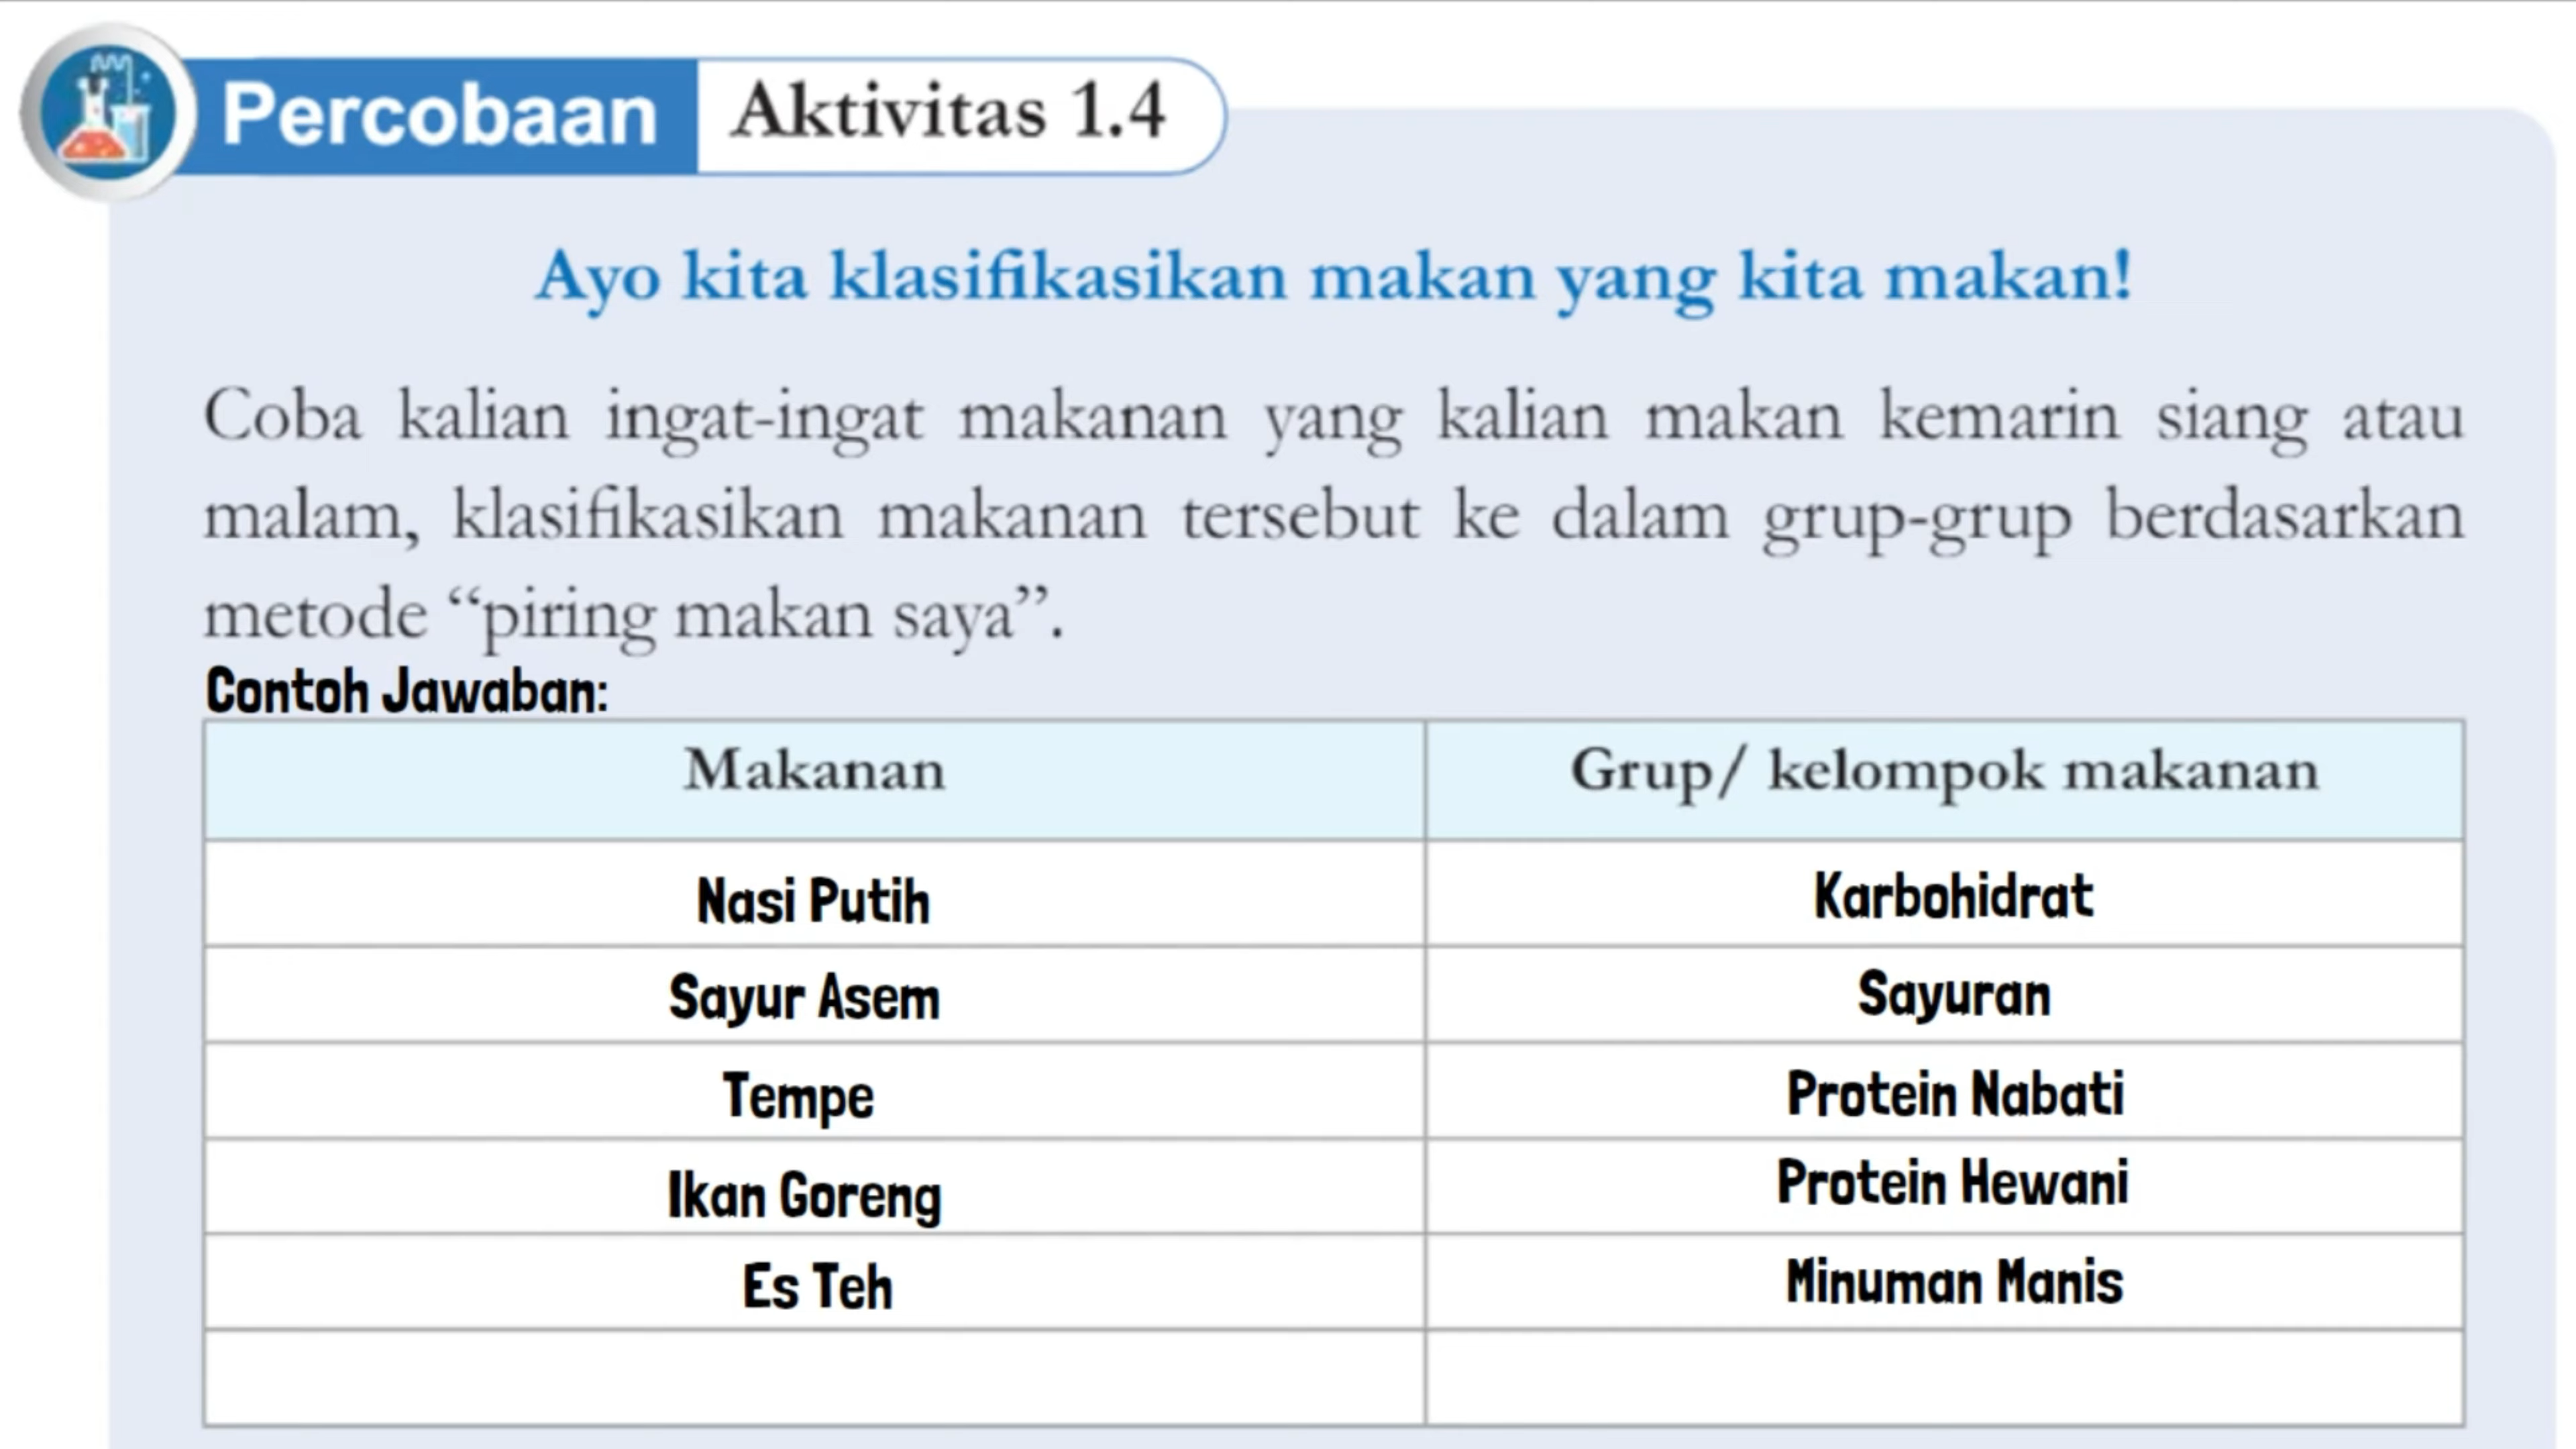 Percobaan Aktivitas 1.4
Ayo kita klasifikasikan makan yang kita makan!
Coba kalian ingat-ingat makanan yang kalian makan kemarin siang atau
malam, klasifikasikan makanan tersebut ke dalam grup-grup berdasarkan
metode “piring makan saya”.
Contoh Jawaban:
Makanan Grup/ kelompok makanan
Nasi Putih Karbohidrat
Sayur Asem Sayuran
Tempe Protein Nabati
Ikan Goreng Protein Hewani
Es Teh Minuman Manis